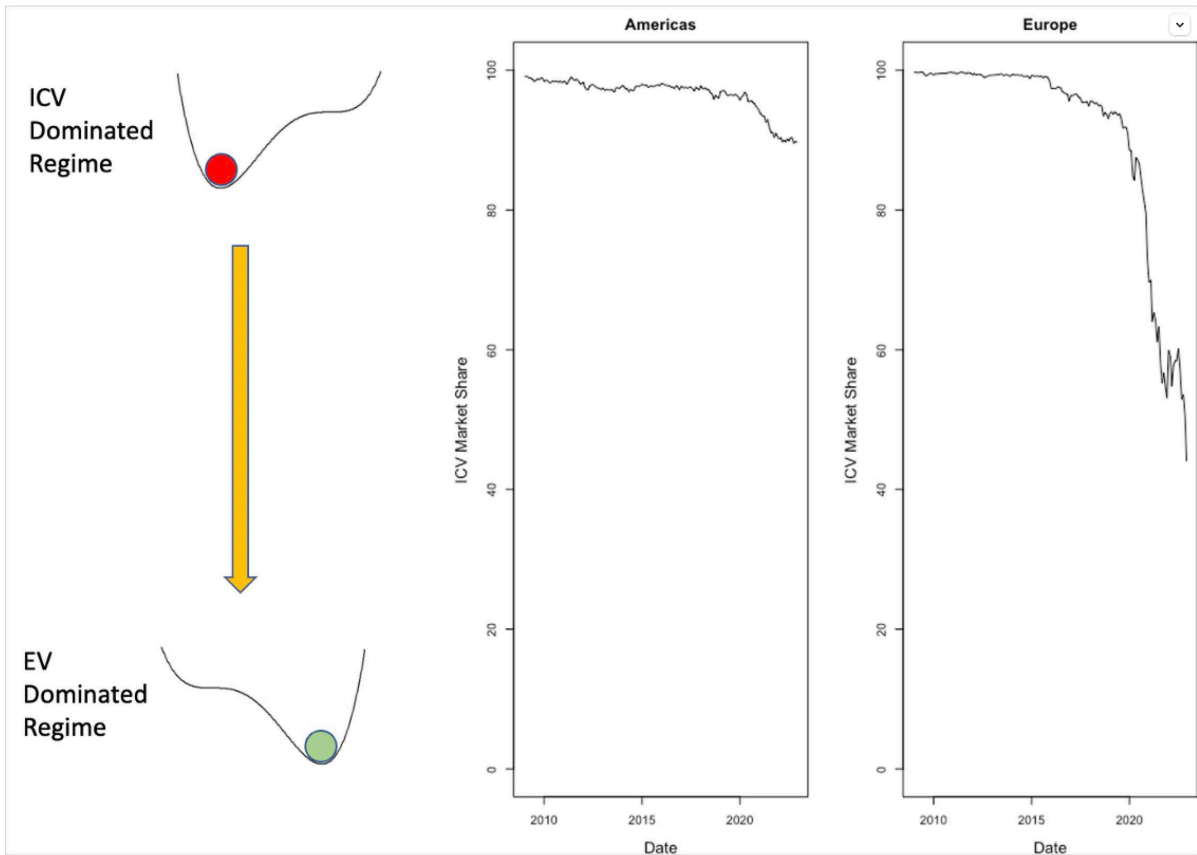 ICV
Dominated
Regime
EV
Dominated
Regime
Americas
ICV Market Share
100
80
60
40
20
0
2010
2015
2020
Date
Europe
ICV Market Share
100
80
60
40
20
0
2010
2015
2020
Date